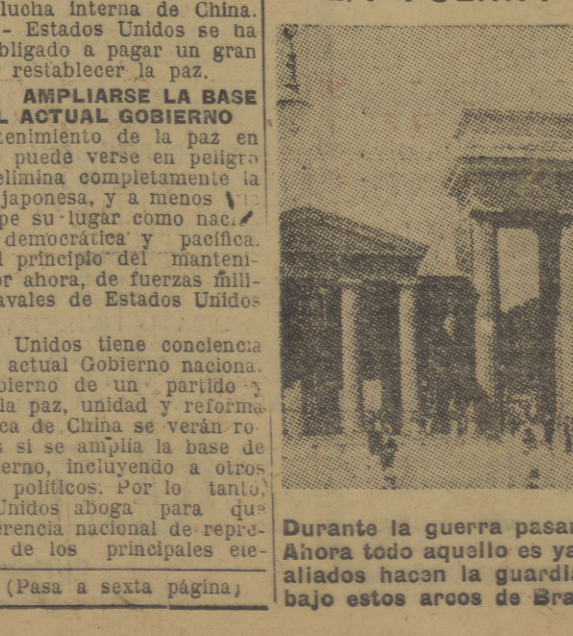 lucha interna de China.
- Estados Unidos se ha
bligado a pagar un gran
restablecer la paz.
AMPLIARSE LA BASE
L ACTUAL GOBIERNO
tenimiento de la paz en
puede verse en peligro
elimina completamente la
japonesa, y a menos
pe su lugar como
democrática y pacífica.
l principio del manteni-
or ahora, de fuerzas mili-
avales de Estados Unidos
Unidos tiene conciencia
actual Gobierno naciona.
bierno de un partido y
la paz, unidad y reforma
ca de China se verán ro-
s si se amplía la base de
erno, incluyendo a otros
políticos. Por lo tanto,
Unidos aboga para que
erencia nacional de repre-
de los principales ele-
(Pasa a sexta página)
Durante la guerra pasar
Ahora todo aquello es ya
aliados hacen la guardia
bajo estos arcos de Bra